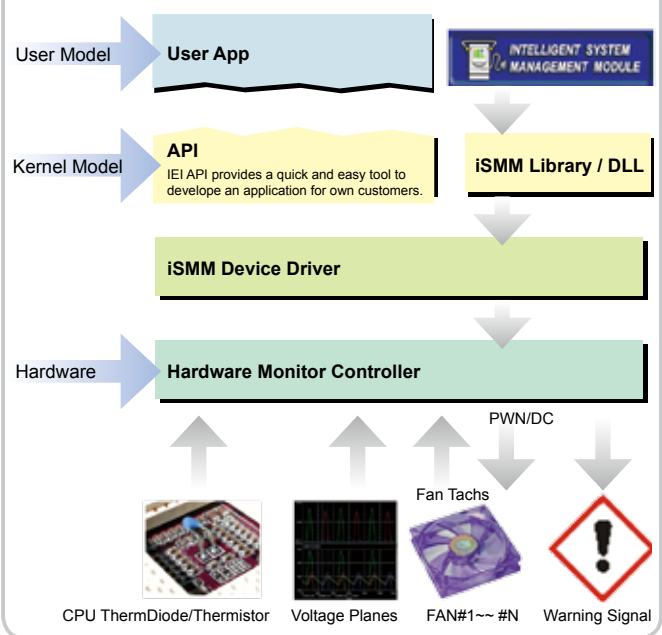 User Model
User App
INTELLIGENT SYSTEM
MANAGEMENT MODULE
Kernel Model
API
IEI API provides a quick and easy tool to
develope an application for own customers.
iSMM Library / DLL
iSMM Device Driver
Hardware
Hardware Monitor Controller
PWN/DC
Fan Tachs
CPU ThermDiode/Thermistor
Voltage Planes
FAN#1~~ #N
Warning Signal